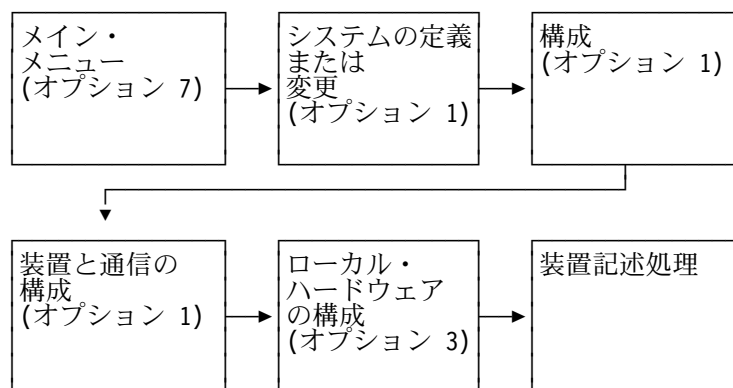 メイン・
メニュー
(オプション 7)
システムの定義
または
変更
(オプション 1)
構成
(オプション 1)
装置と通信の
構成
(オプション 1)
ローカル・
ハードウェア
の構成
(オプション 3)
装置記述処理